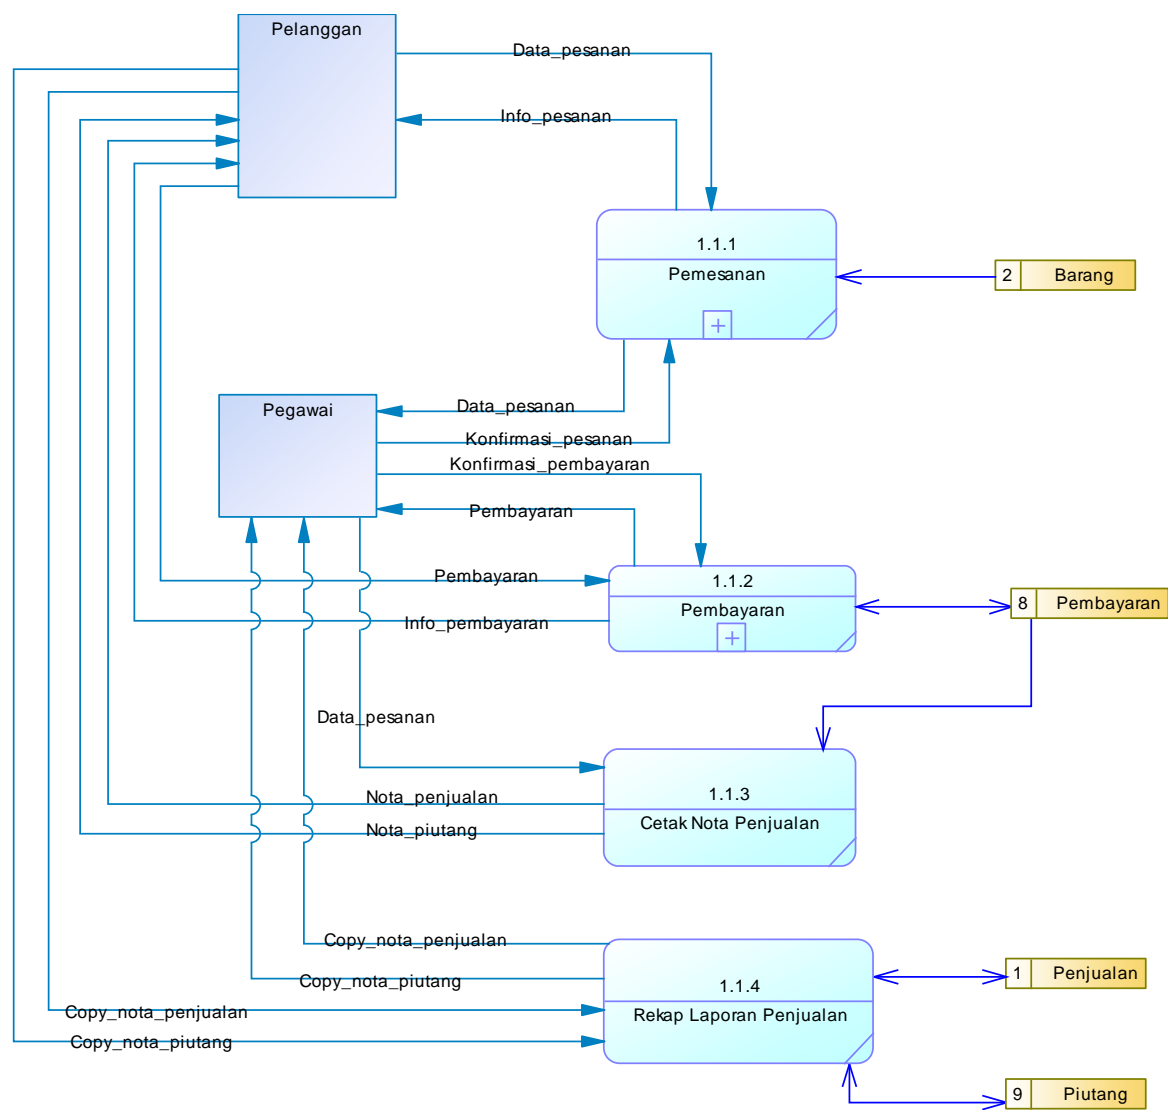 Pelanggan
Data_pesanan
Info_pesanan
1.1.1
Pemesanan
2 Barang
Pegawai
Data_pesanan
Konfirmasi_pesanan
Konfirmasi_pembayaran
Pembayaran
Pembayaran
1.1.2
Pembayaran
8 Pembayaran
Info_pembayaran
Data_pesanan
1.1.3
Cetak Nota Penjualan
Nota_penjualan
Nota_piutang
Copy_nota_penjualan
Copy_nota_piutang
1.1.4
Rekap Laporan Penjualan
1 Penjualan
Copy_nota_penjualan
Copy_nota_piutang
9 Piutang